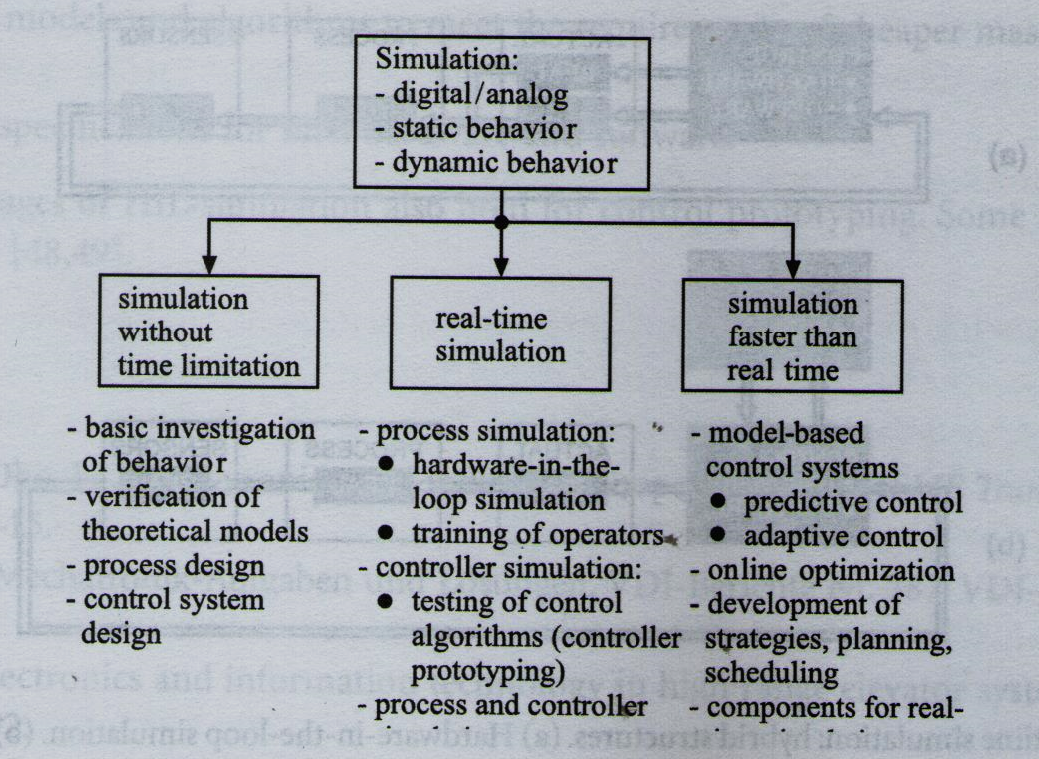 Simulation:
- digital/analog
- static behavior
- dynamic behavior
simulation
without
time limitation
real-time
simulation
simulation
faster than
real time
- basic investigation
of behavior
- verification of
theoretical models
- process design
- control system
design
- process simulation:
● hardware-in-the-
loop simulation
● training of operators
- controller simulation:
● testing of control
algorithms (controller
prototyping)
- process and controller
- model-based
control systems
● predictive control
● adaptive control
- online optimization
- development of
strategies, planning,
scheduling
- components for real-